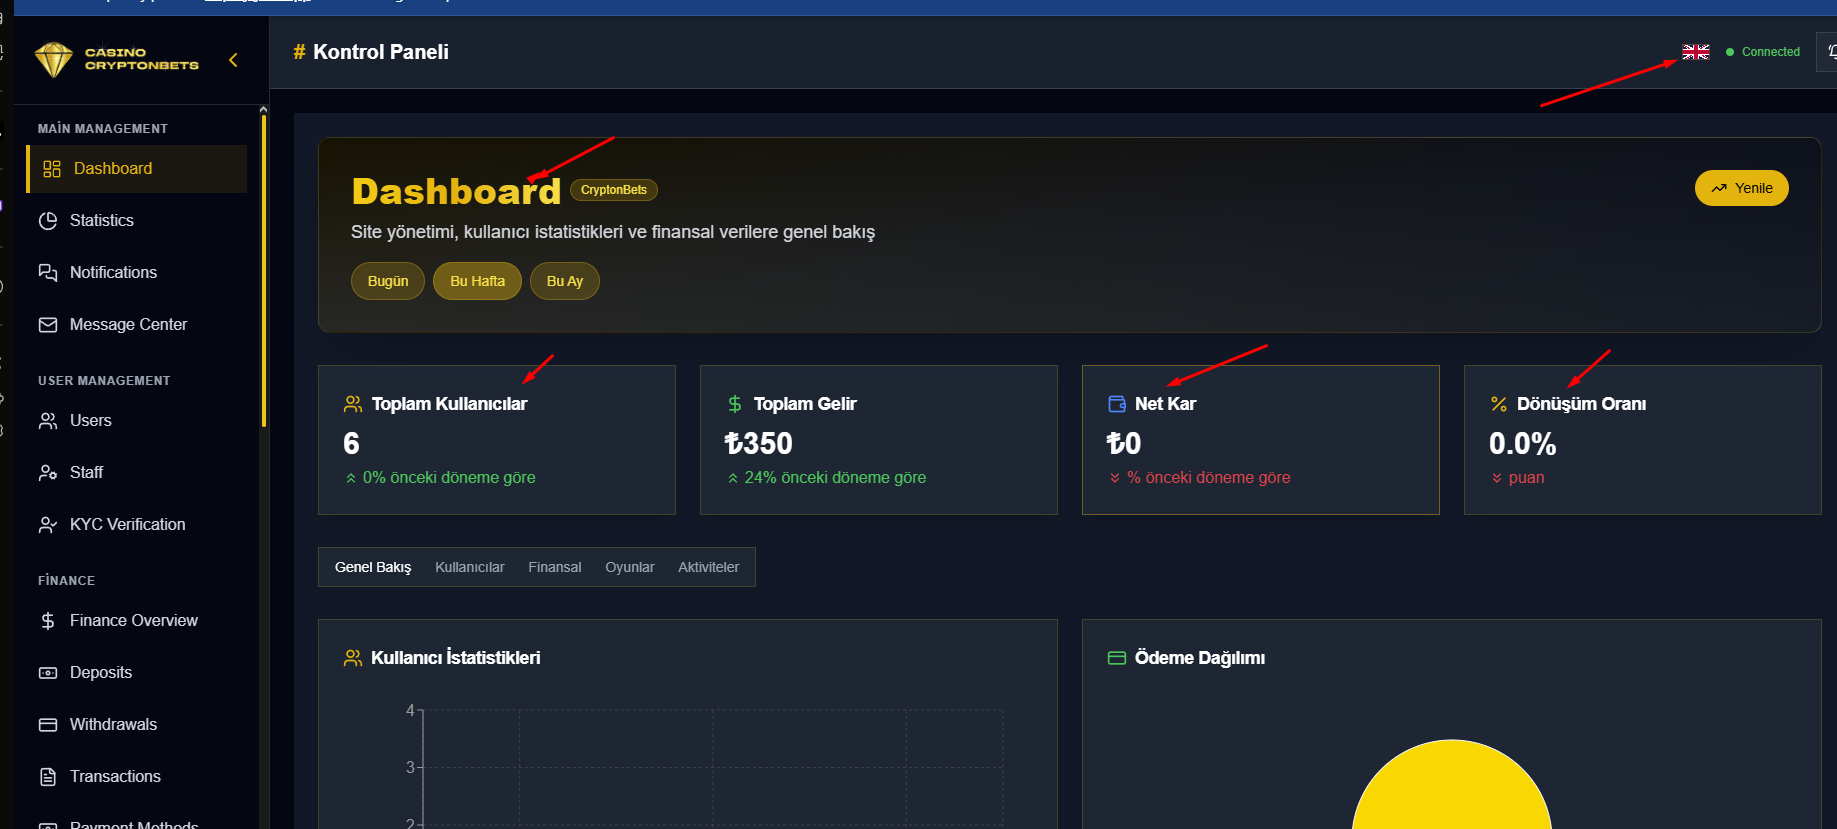 # Kontrol Paneli
Connected
CASINO
CRYPTONBETS
MAİN MANAGEMENT
Dashboard
Statistics
Notifications
Message Center
USER MANAGEMENT
Users
Staff
KYC Verification
FİNANCE
Finance Overview
Deposits
Withdrawals
Transactions
Payment Methods
Dashboard CryptonBets
Yenile
Site yönetimi, kullanıcı istatistikleri ve finansal verilere genel bakış
Bugün Bu Hafta Bu Ay
Toplam Kullanıcılar
6
0% önceki döneme göre
Toplam Gelir
₺350
24% önceki döneme göre
Net Kar
₺0
% önceki döneme göre
Dönüşüm Oranı
0.0%
puan
Genel Bakış Kullanıcılar Finansal Oyunlar Aktiviteler
Kullanıcı İstatistikleri
4
3
2
Ödeme Dağılımı